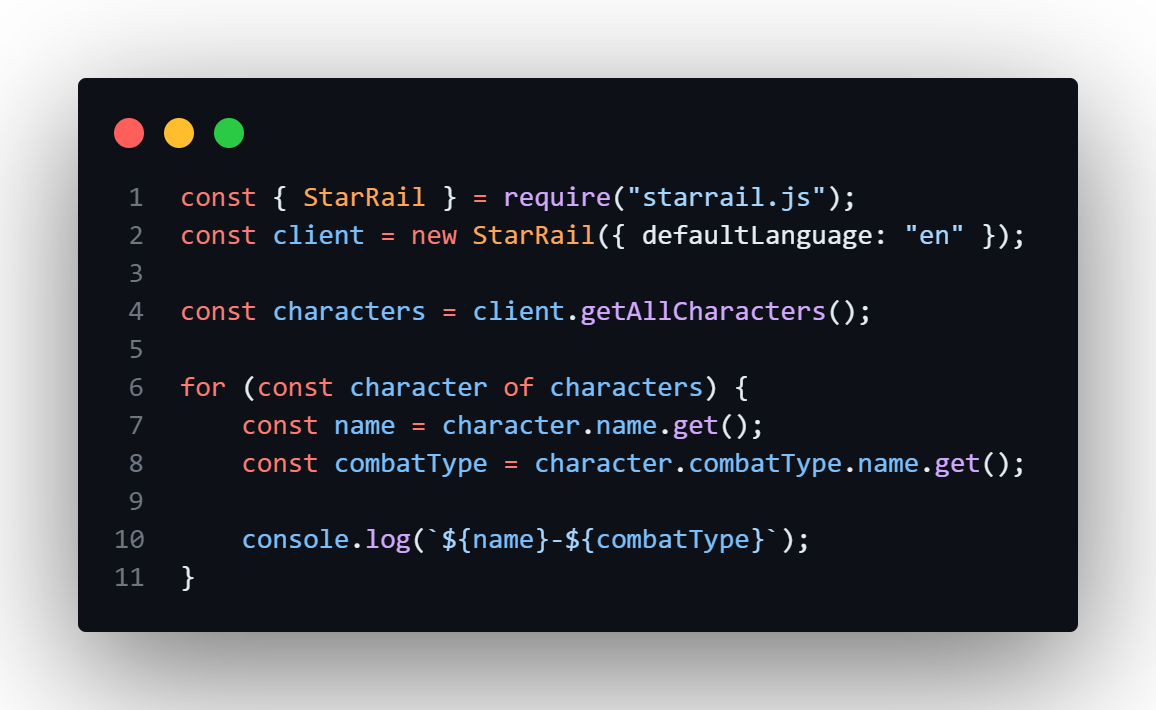 1 const { StarRail } = require("starrail.js");
2 const client = new StarRail({ defaultLanguage: "en" });
3
4 const characters = client.getAllCharacters();
5
6 for (const character of characters) {
7     const name = character.name.get();
8     const combatType = character.combatType.name.get();
9
10     console.log(`${name}-${combatType}`);
11 }